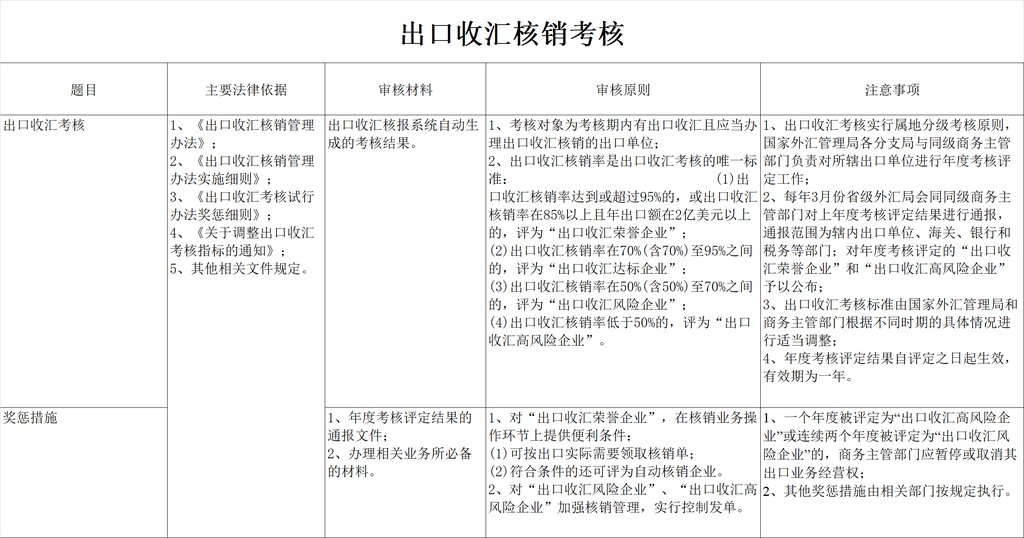 出口收汇核销考核
题目
主要法律依据
审核材料
审核原则
注意事项
出口收汇考核
1、《出口收汇核销管理
办法》；
2、《出口收汇核销管理
办法实施细则》；
3、《出口收汇考核试行
办法奖惩细则》；
4、《关于调整出口收汇
考核指标的通知》；
5、其他相关文件规定。
出口收汇核报系统自动生
成的考核结果。
1、考核对象为考核期内有出口收汇且应当办
理出口收汇核销的出口单位；
2、出口收汇核销率是出口收汇考核的唯一标
准： (1)出
口收汇核销率达到或超过95%的，或出口收汇
核销率在85%以上且年出口额在2亿美元以上
的，评为“出口收汇荣誉企业”；
(2)出口收汇核销率在70%(含70%)至95%之间
的，评为“出口收汇达标企业”；
(3)出口收汇核销率在50%(含50%)至70%之间
的，评为“出口收汇风险企业”；
(4)出口收汇核销率低于50%的，评为“出口
收汇高风险企业”。
1、出口收汇考核实行属地分级考核原则，
国家外汇管理局各分支局与同级商务主管
部门负责对所辖出口单位进行年度考核评
定工作；
2、每年3月份省级外汇局会同同级商务主
管部门对上年度考核评定结果进行通报，
通报范围为辖内出口单位、海关、银行和
税务等部门；对年度考核评定的“出口收
汇荣誉企业”和“出口收汇高风险企业”
予以公布；
3、出口收汇考核标准由国家外汇管理局和
商务主管部门根据不同时期的具体情况进
行适当调整；
4、年度考核评定结果自评定之日起生效，
有效期为一年。
奖惩措施
1、年度考核评定结果的
通报文件；
2、办理相关业务所必备
的材料。
1、对“出口收汇荣誉企业”，在核销业务操
作环节上提供便利条件；
(1)可按出口实际需要领取核销单；
(2)符合条件的还可评为自动核销企业。
2、对“出口收汇风险企业”、“出口收汇高
风险企业”加强核销管理，实行控制发单。
1、一个年度被评定为“出口收汇高风险企
业”或连续两个年度被评定为“出口收汇风
险企业”的，商务主管部门应暂停或取消其
出口业务经营权；
2、其他奖惩措施由相关部门按规定执行。